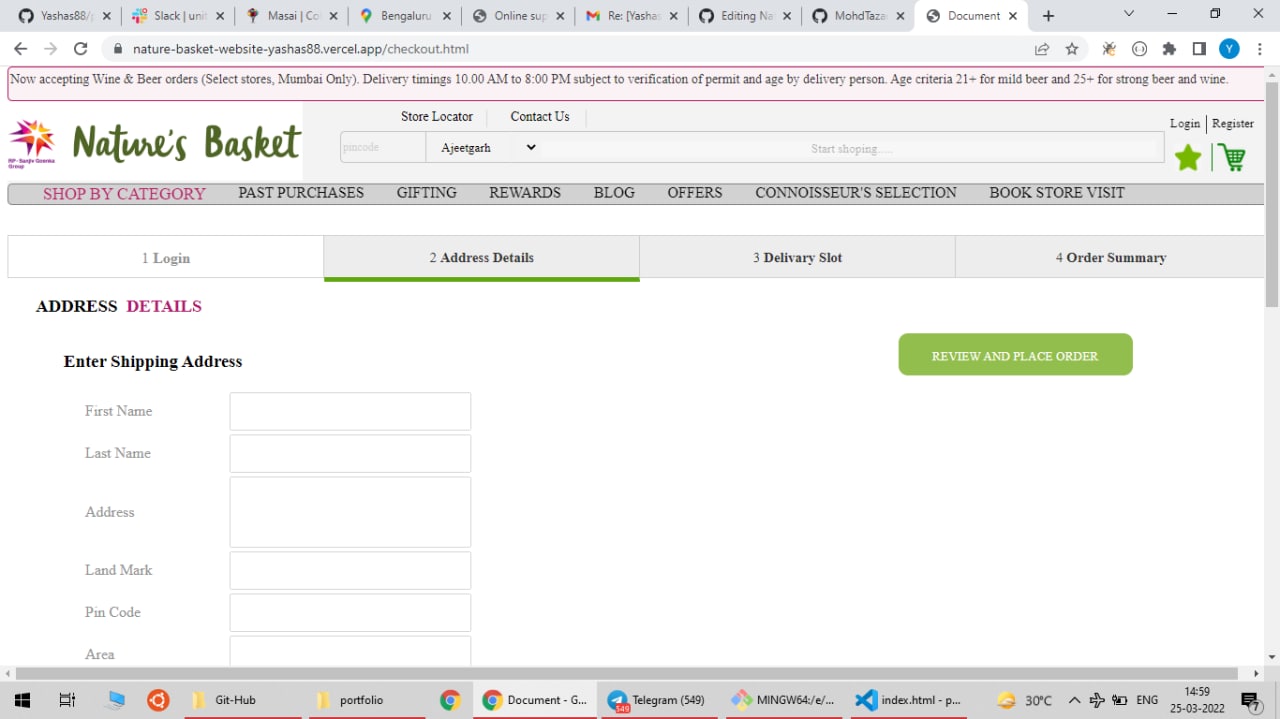 Yashas88/p
Slack | unit
Masai | Co
Bengaluru
Online sup
Re: [Yashas
Editing Nat
MohdTaza
Document
nature-basket-website-yashas88.vercel.app/checkout.html
Y
Now accepting Wine & Beer orders (Select stores, Mumbai Only). Delivery timings 10.00 AM to 8:00 PM subject to verification of permit and age by delivery person. Age criteria 21+ for mild beer and 25+ for strong beer and wine.
Store Locator
Contact Us
Login
Register
RP - Sanjiv Goenka
Group
Nature's Basket
pincode
Ajeetgarh
Start shoping.....
SHOP BY CATEGORY
PAST PURCHASES
GIFTING
REWARDS
BLOG
OFFERS
CONNOISSEUR'S SELECTION
BOOK STORE VISIT
1 Login
2 Address Details
3 Delivary Slot
4 Order Summary
ADDRESS DETAILS
Enter Shipping Address
REVIEW AND PLACE ORDER
First Name
Last Name
Address
Land Mark
Pin Code
Area
Git-Hub
portfolio
Document - G...
549
Telegram (549)
MINGW64:/e/...
index.html - p...
30°C
ENG
14:59
25-03-2022
7